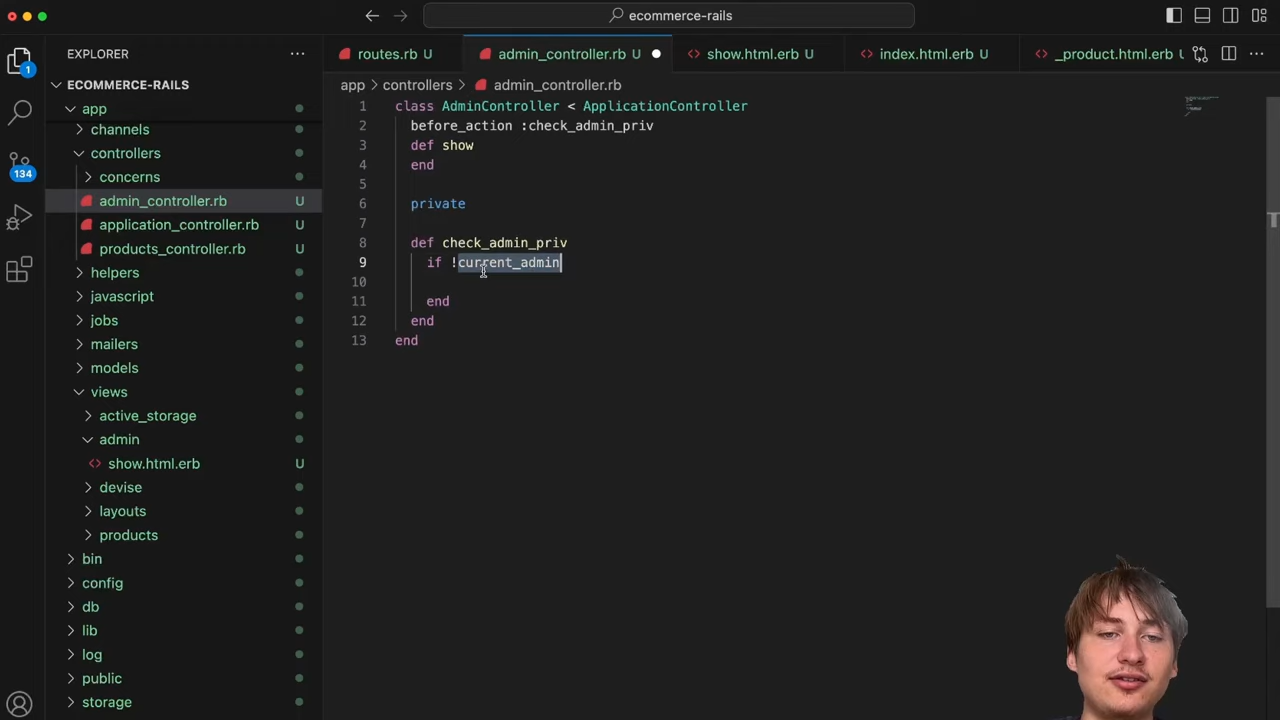 ecommerce-rails
EXPLORER
routes.rb U
admin_controller.rb
show.html.erb U
index.html.erb U
_product.html.erb U
1
ECOMMERCE-RAILS
app > controllers > admin_controller.rb
app
channels
controllers
concerns
admin_controller.rb U
application_controller.rb U
products_controller.rb U
helpers
javascript
jobs
mailers
models
views
active_storage
admin
show.html.erb U
devise
layouts
products
bin
config
db
lib
log
public
storage
134
1 class AdminController < ApplicationController
2 before_action :check_admin_priv
3 def show
4 end
5
6 private
7
8 def check_admin_priv
9 if !current_admin
10
11 end
12 end
13 end